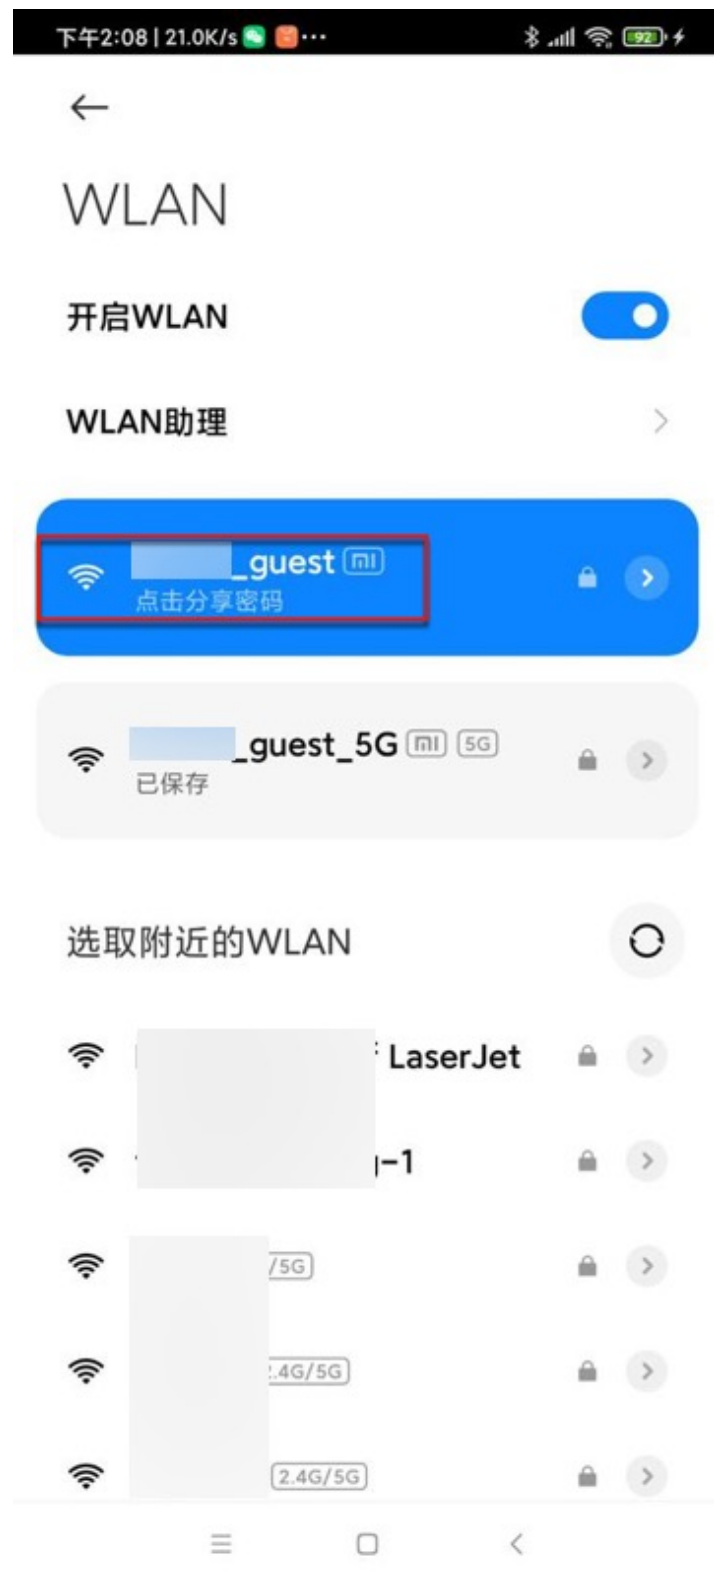 下午2:08 | 21.0K/s ...
92
WLAN
开启WLAN
WLAN助理
_guest
点击分享密码
_guest_5G 5G
已保存
选取附近的WLAN
LaserJet
-1
/5G
.4G/5G
2.4G/5G